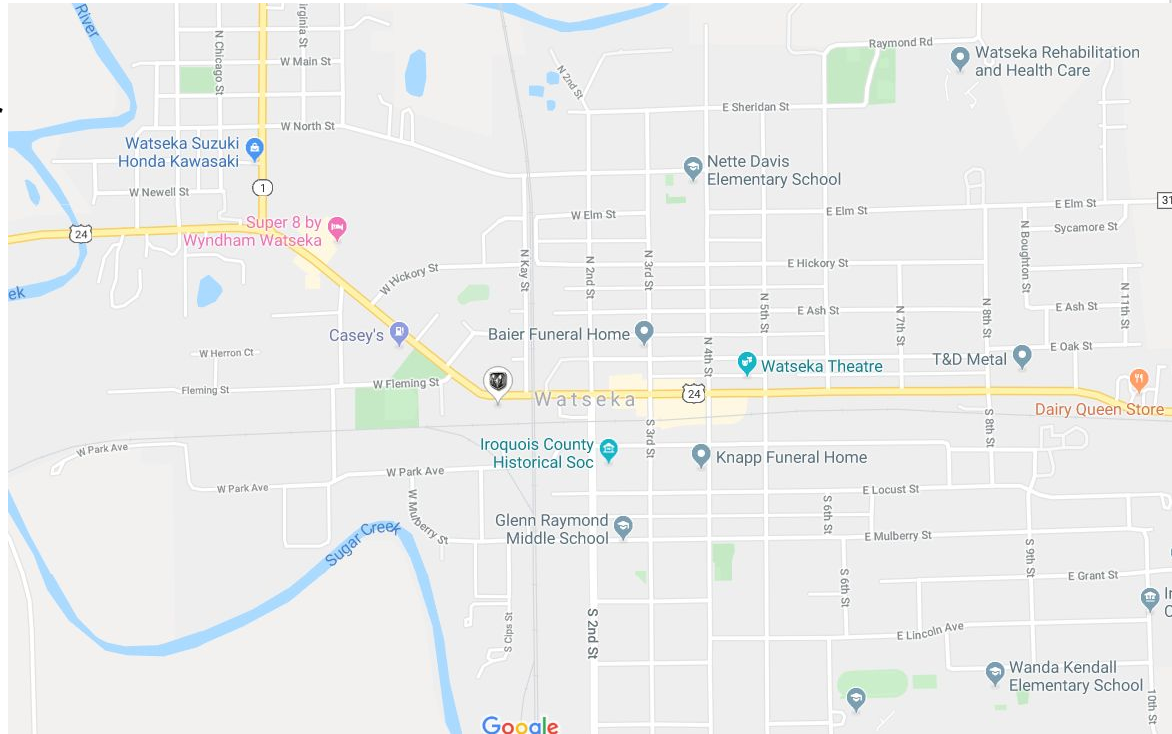 River
N Chicago St
irginia St
W Main St
W North St
Watseka Suzuki
Honda Kawasaki
W Newell St
1
24
Super 8 by
Wyndham Watseka
eek
W Hickory St
Casey's
W Herron Ct
Fleming St
W Fleming St
N 2nd St
Raymond Rd
Watseka Rehabilitation
and Health Care
E Sheridan St
Nette Davis
Elementary School
W Elm St
E Elm St
E Elm St
31
Sycamore St
N Kay St
N 2nd St
N 3rd St
E Hickory St
N Boughton St
N 11th St
N 5th St
E Ash St
N 7th St
N 8th St
E Ash St
Baier Funeral Home
N 4th St
E Oak St
Watseka Theatre
T&D Metal
24
Watseka
Dairy Queen Store
W Park Ave
W Park Ave
W Park Ave
Iroquois County
Historical Soc
S 3rd St
Knapp Funeral Home
S 8th St
E Locust St
W Mulberry St
Sugar Creek
Glenn Raymond
Middle School
S 6th St
E Mulberry St
S 9th St
E Grant St
S 6th St
S 2nd St
S Cips St
E Lincoln Ave
Wanda Kendall
Elementary School
10th St
Google